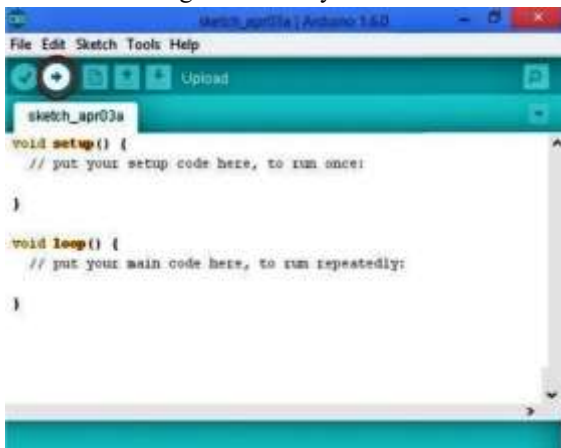 sketch_apr03a | Arduino 1.6.0
File Edit Sketch Tools Help
Upload
sketch_apr03a
void setup() {
// put your setup code here, to run once:
}
void loop() {
// put your main code here, to run repeatedly:
}